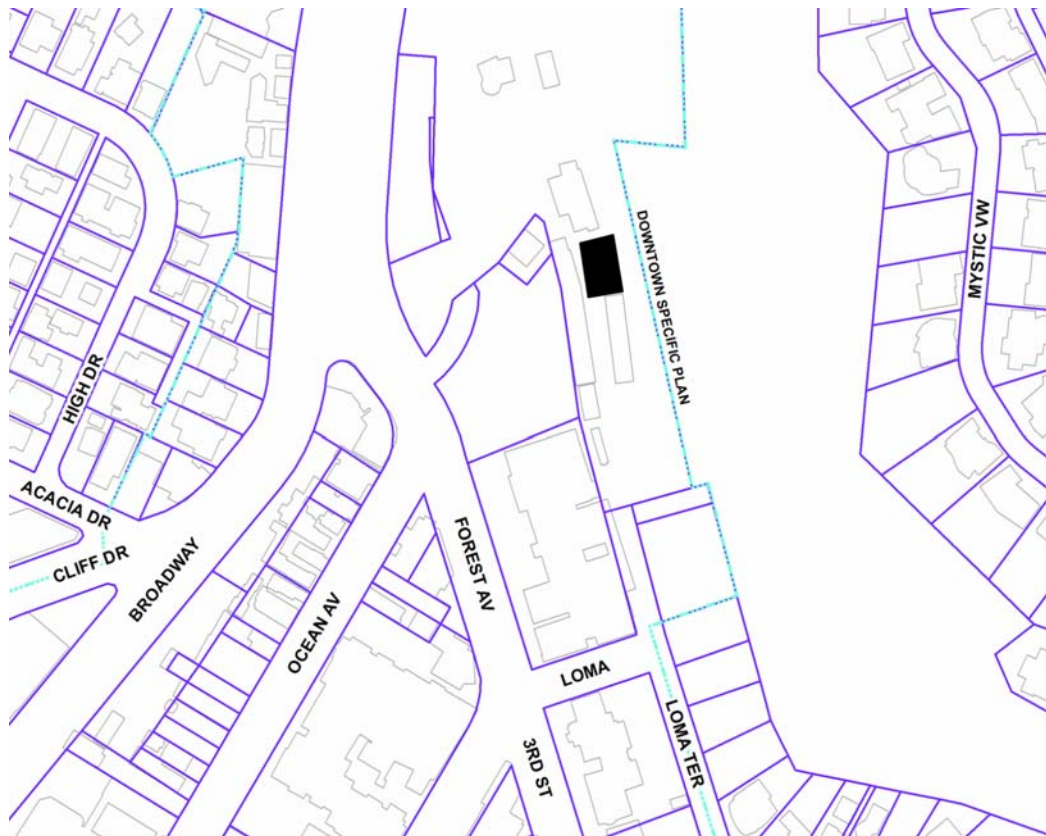 DOWNTOWN SPECIFIC PLAN
MYSTIC VW
HIGH DR
ACACIA DR
CLIFF DR
BROADWAY
OCEAN AV
FOREST AV
LOMA
LOMA TER
3RD ST